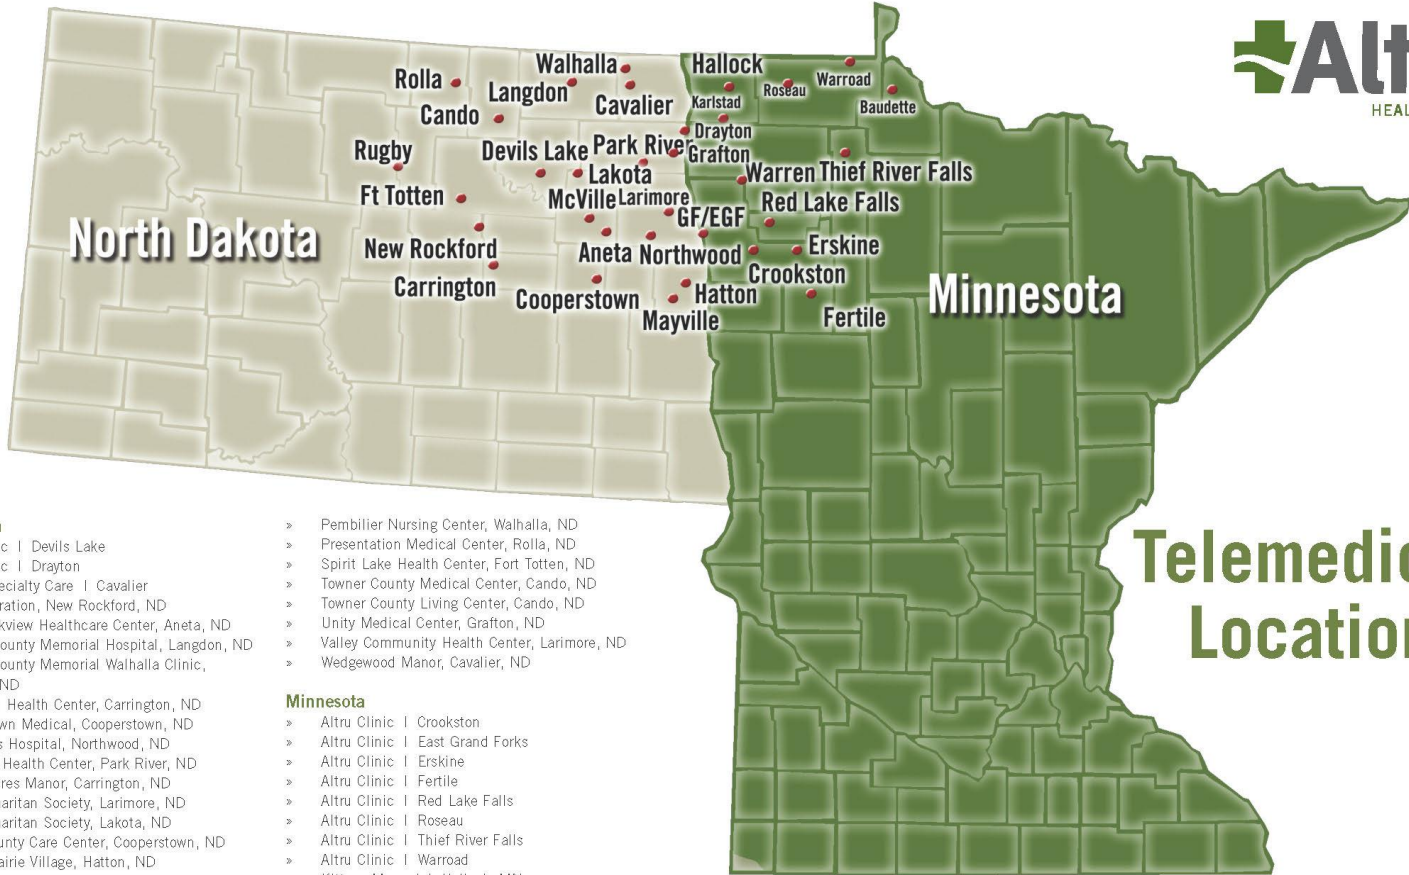 Alt
HEAL
Walhalla
Hallock
Rolla
Langdon
Roseau
Warroad
Cavalier
Karlstad
Baudette
Cando
Drayton
Rugby
Devils Lake
Park River
Grafton
Lakota
Warren
Thief River Falls
Ft Totten
McVille
Larimore
Red Lake Falls
GF/EGF
North Dakota
New Rockford
Aneta
Northwood
Erskine
Crookston
Carrington
Cooperstown
Hatton
Minnesota
Mayville
Fertile
Telemedic
Location
c | Devils Lake
c | Drayton
ecialty Care | Cavalier
ration, New Rockford, ND
kview Healthcare Center, Aneta, ND
ounty Memorial Hospital, Langdon, ND
ounty Memorial Walhalla Clinic,
ND
Health Center, Carrington, ND
wn Medical, Cooperstown, ND
s Hospital, Northwood, ND
Health Center, Park River, ND
res Manor, Carrington, ND
aritan Society, Larimore, ND
aritan Society, Lakota, ND
unty Care Center, Cooperstown, ND
airie Village, Hatton, ND
» Pembilier Nursing Center, Walhalla, ND
» Presentation Medical Center, Rolla, ND
» Spirit Lake Health Center, Fort Totten, ND
» Towner County Medical Center, Cando, ND
» Towner County Living Center, Cando, ND
» Unity Medical Center, Grafton, ND
» Valley Community Health Center, Larimore, ND
» Wedgewood Manor, Cavalier, ND
Minnesota
» Altru Clinic | Crookston
» Altru Clinic | East Grand Forks
» Altru Clinic | Erskine
» Altru Clinic | Fertile
» Altru Clinic | Red Lake Falls
» Altru Clinic | Roseau
» Altru Clinic | Thief River Falls
» Altru Clinic | Warroad